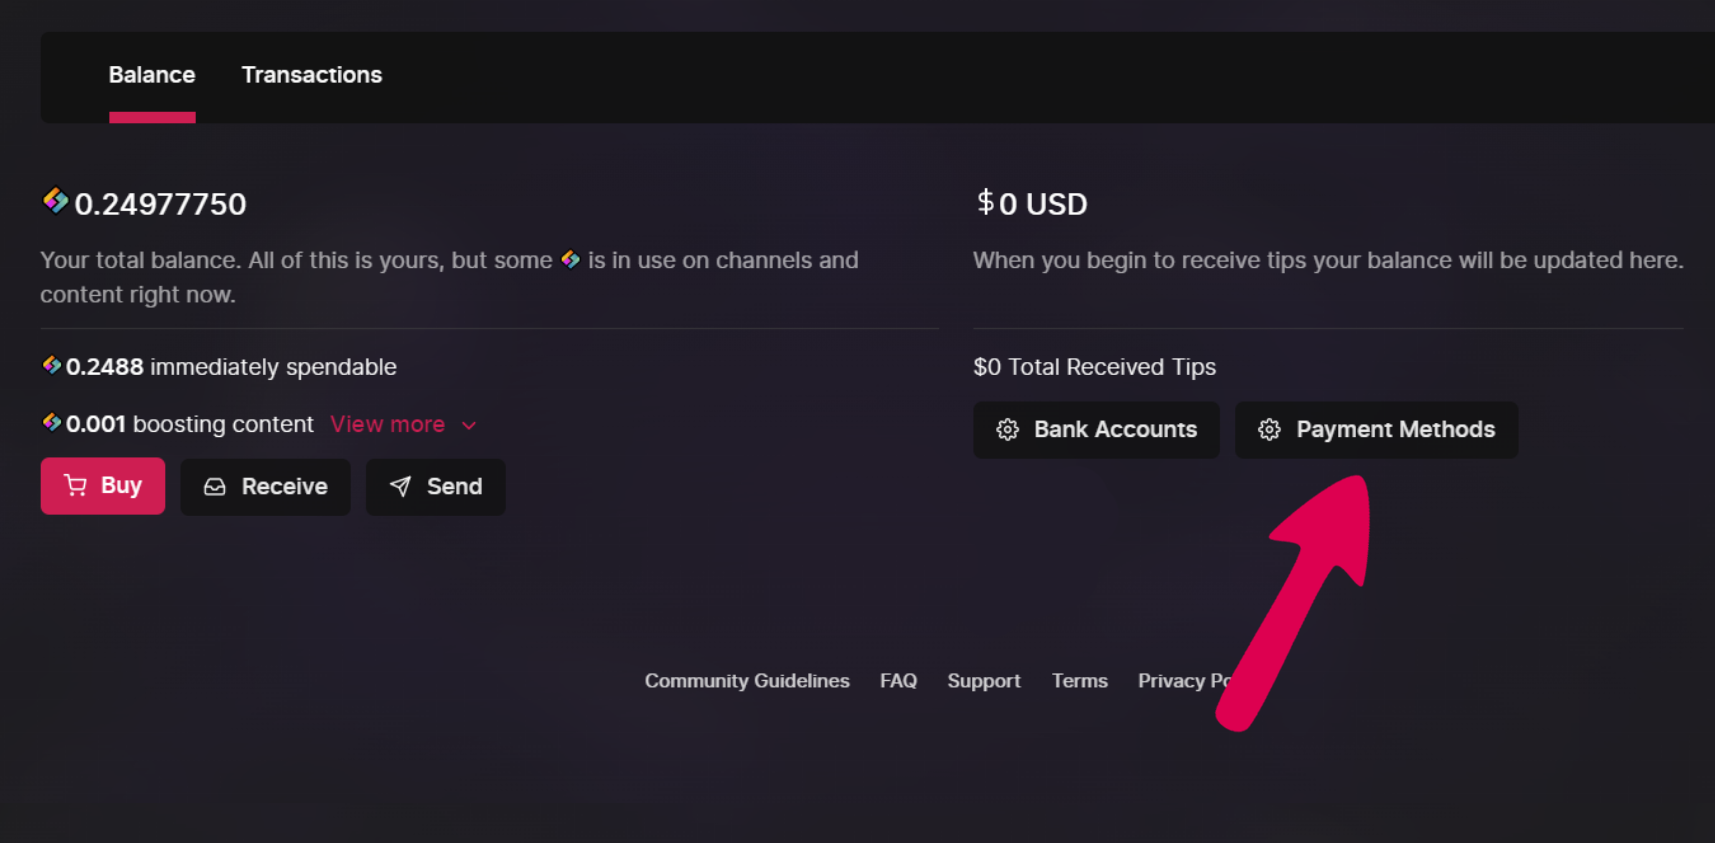 Balance Transactions
0.24977750
Your total balance. All of this is yours, but some is in use on channels and
content right now.
0.2488 immediately spendable
0.001 boosting content View more
Buy Receive Send
$0 USD
When you begin to receive tips your balance will be updated here.
$0 Total Received Tips
Bank Accounts Payment Methods
Community Guidelines FAQ Support Terms Privacy